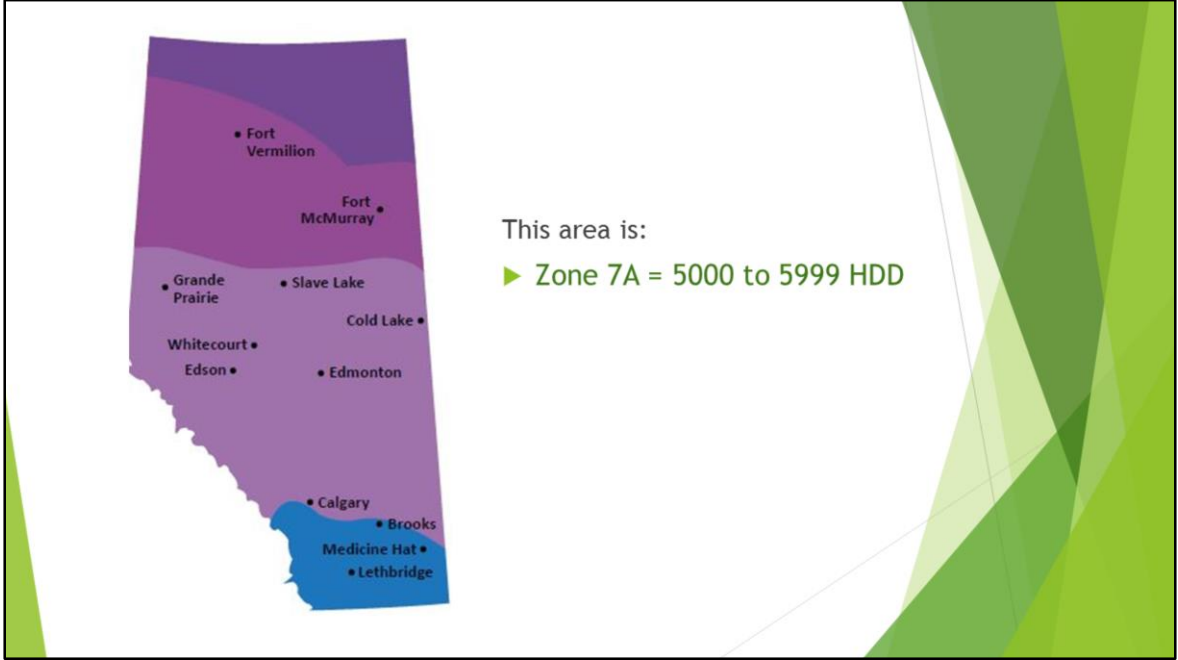 Fort
Vermilion
Fort
McMurray
Grande
Prairie
Slave Lake
Cold Lake
Whitecourt
Edson
Edmonton
Calgary
Brooks
Medicine Hat
Lethbridge
This area is:
Zone 7A = 5000 to 5999 HDD